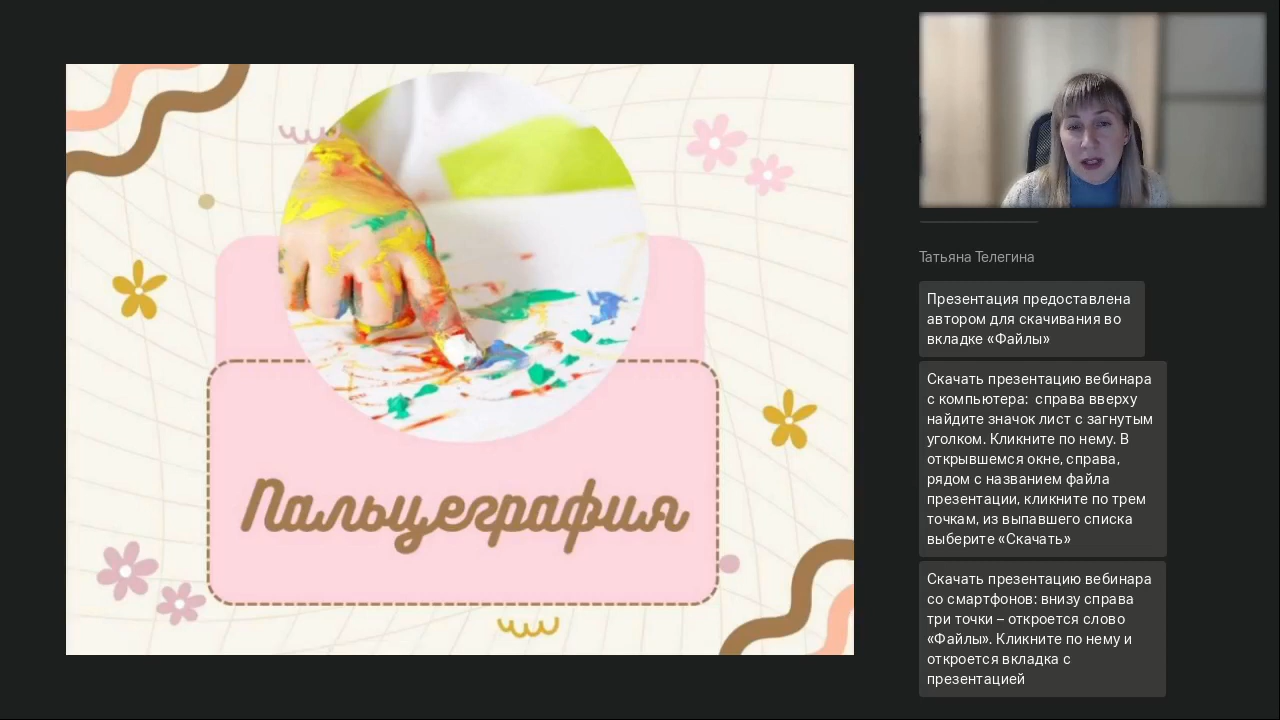 Пальцеграфия
Татьяна Телегина
Презентация предоставлена
автором для скачивания во
вкладке «Файлы»
Скачать презентацию вебинара
с компьютера:  справа вверху
найдите значок лист с загнутым
уголком. Кликните по нему. В
открывшемся окне, справа,
рядом с названием файла
презентации, кликните по трем
точкам, из выпавшего списка
выберите «Скачать»
Скачать презентацию вебинара
со смартфонов: внизу справа
три точки – откроется слово
«Файлы». Кликните по нему и
откроется вкладка с
презентацией